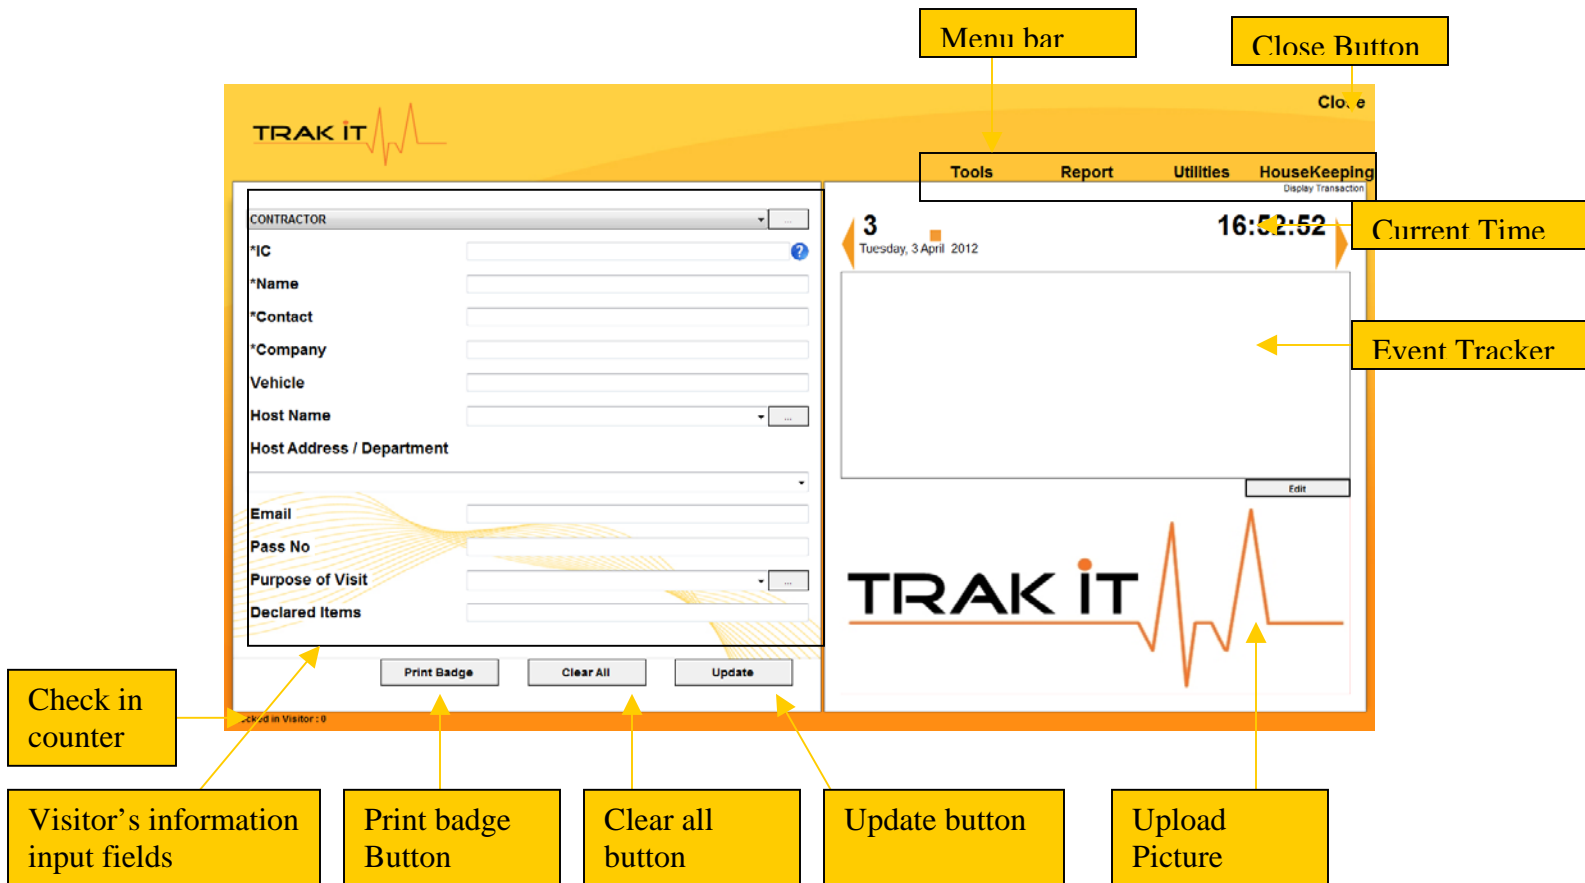 Menu bar
Close Button
Close
TRAK iT
Tools Report Utilities HouseKeeping
Display Transaction
CONTRACTOR
...
3
16:52:52
Tuesday, 3 April 2012
Current Time
*IC
?
*Name
*Contact
*Company
Event Tracker
Vehicle
Host Name
...
Host Address / Department
Edit
Email
Pass No
Purpose of Visit
...
Declared Items
TRAK iT
Print Badge
Clear All
Update
Check in
counter
cked in Visitor : 0
Visitor’s information
input fields
Print badge
Button
Clear all
button
Update button
Upload
Picture